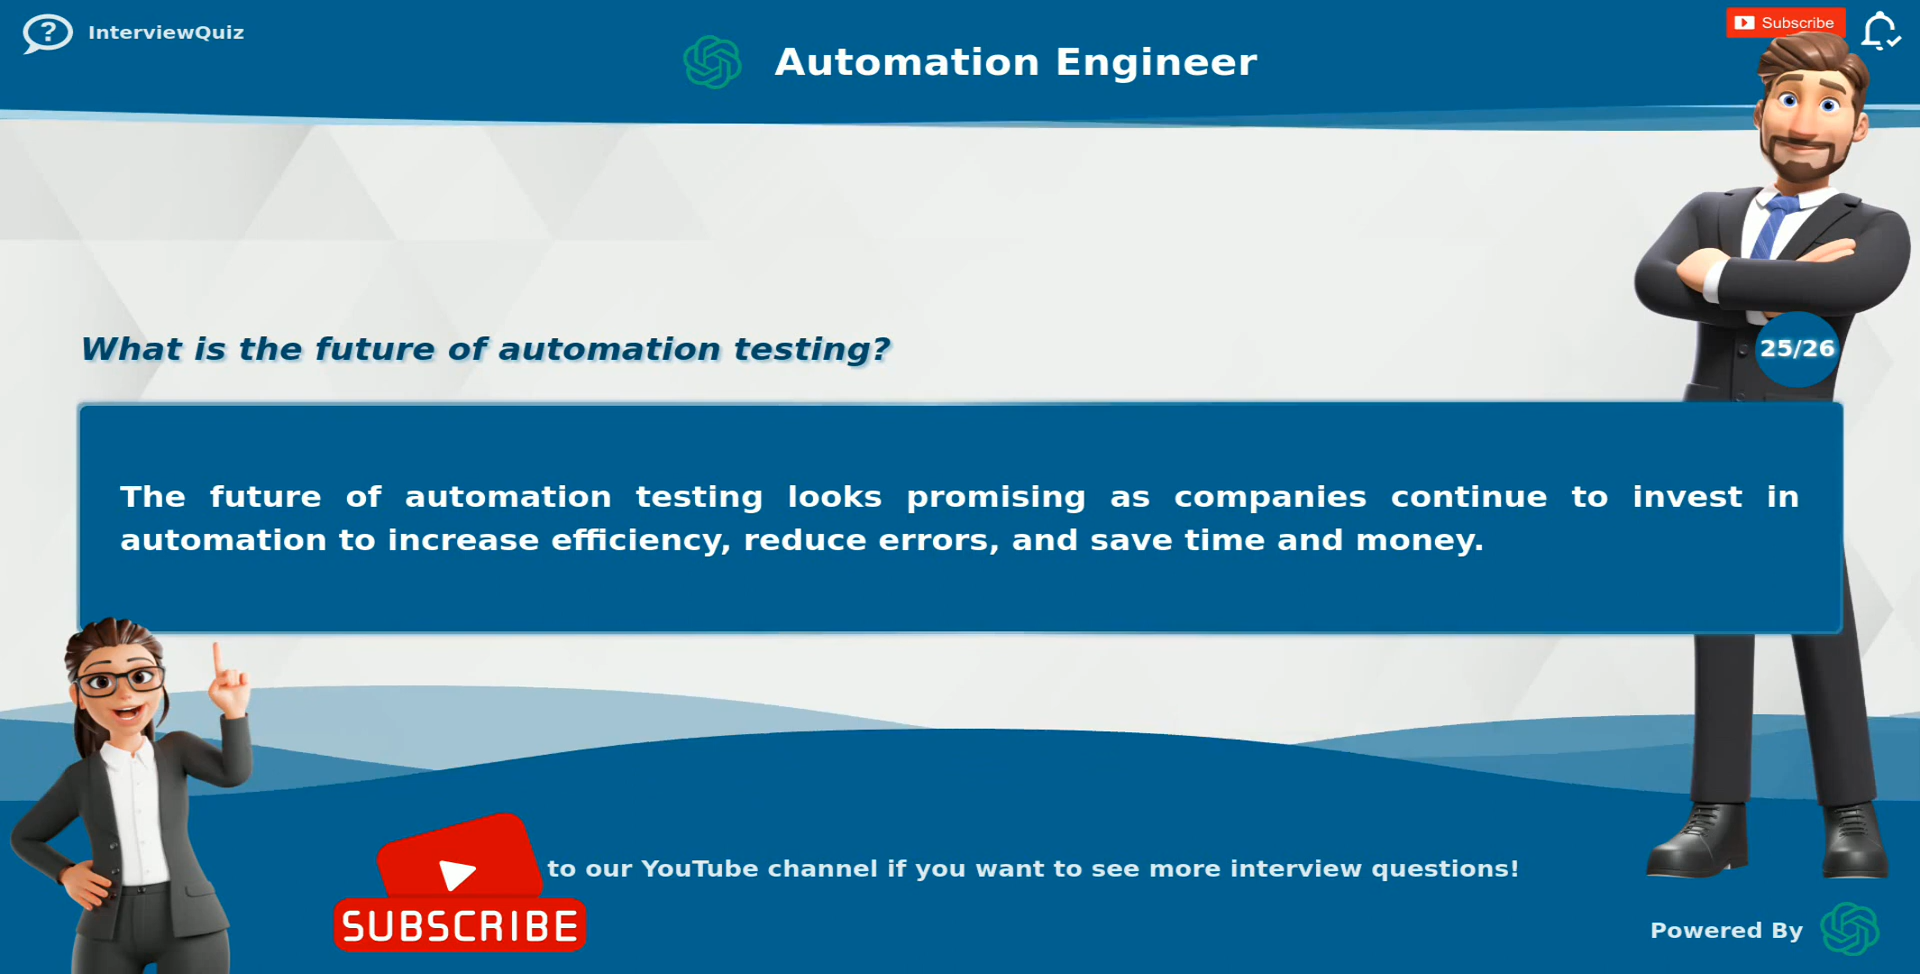 InterviewQuiz
Subscribe
Automation Engineer
What is the future of automation testing?
25/26
The future of automation testing looks promising as companies continue to invest in
automation to increase efficiency, reduce errors, and save time and money.
to our YouTube channel if you want to see more interview questions!
SUBSCRIBE
Powered By